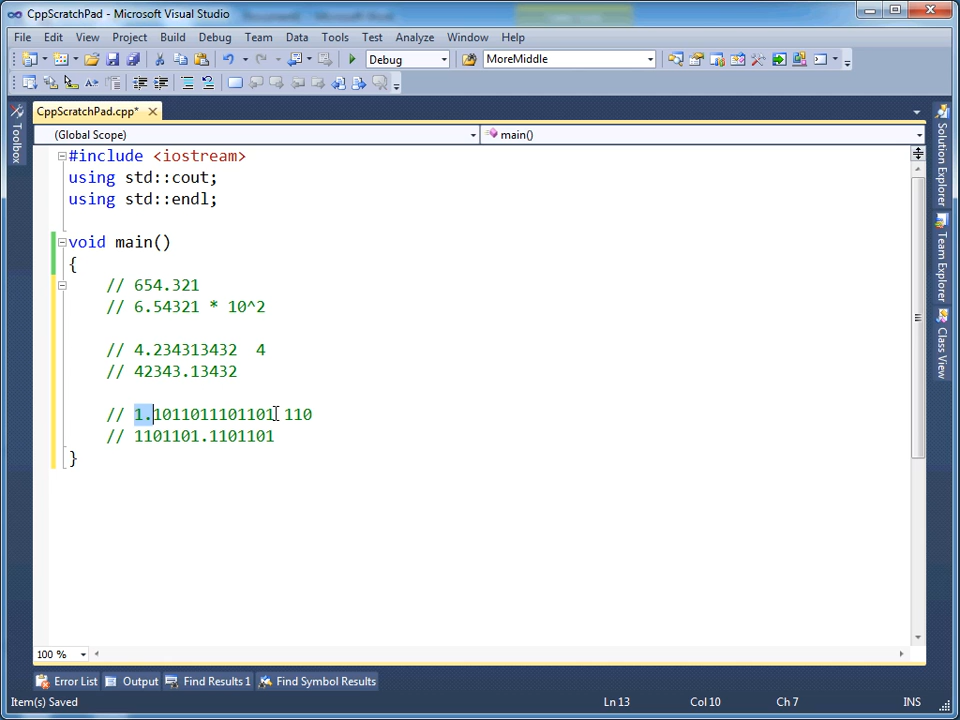 CppScratchPad - Microsoft Visual Studio
File Edit View Project Build Debug Team Data Tools Test Analyze Window Help
Debug MoreMiddle
CppScratchPad.cpp*
(Global Scope) main()
#include <iostream>
using std::cout;
using std::endl;
void main()
{
// 654.321
// 6.54321 * 10^2
// 4.234313432  4
// 42343.13432
// 1.1011011101101 110
// 1101101.1101101
}
Toolbox
Solution Explorer
Team Explorer
Class View
100 %
Error List Output Find Results 1 Find Symbol Results
Item(s) Saved Ln 13 Col 10 Ch 7 INS